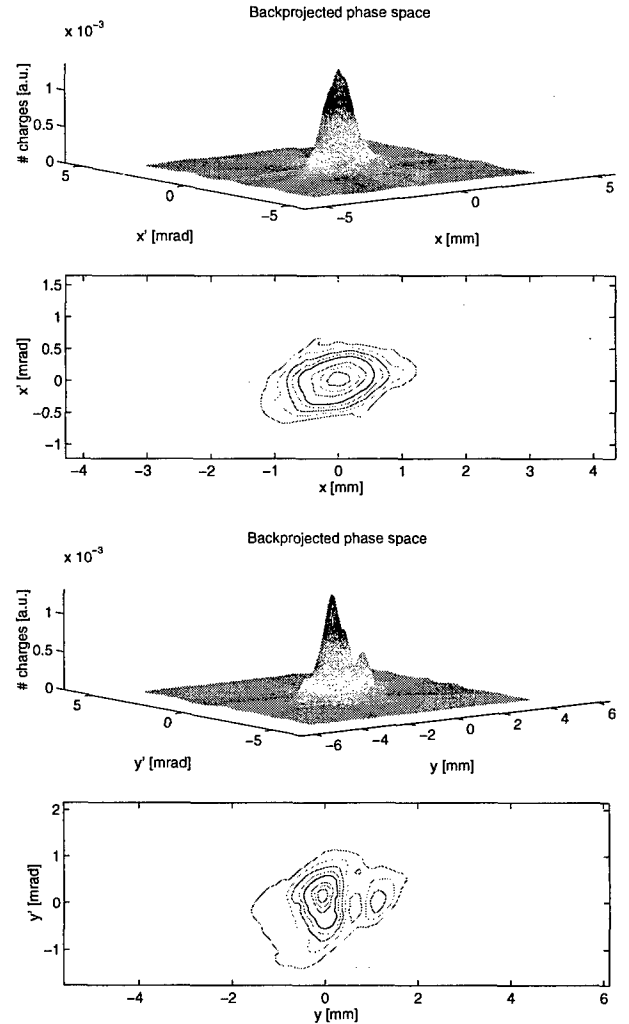 Backprojected phase space
x 10⁻³
# charges [a.u.]
1
0.5
0
5
0
-5
x' [mrad]
-5
0
5
x [mm]
x' [mrad]
1.5
1
0.5
0
-0.5
-1
-4 -3 -2 -1 0 1 2 3 4
x [mm]
Backprojected phase space
x 10⁻³
# charges [a.u.]
1
0.5
0
5
0
-5
y' [mrad]
-6 -4 -2 0 2 4 6
y [mm]
y' [mrad]
2
1
0
-1
-4 -2 0 2 4 6
y [mm]